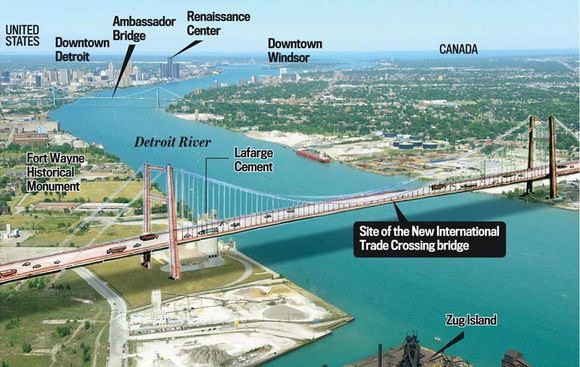 UNITED
STATES
Downtown
Detroit
Ambassador
Bridge
Renaissance
Center
Downtown
Windsor
CANADA
Detroit River
Fort Wayne
Historical
Monument
Lafarge
Cement
Site of the New International
Trade Crossing bridge
Zug Island